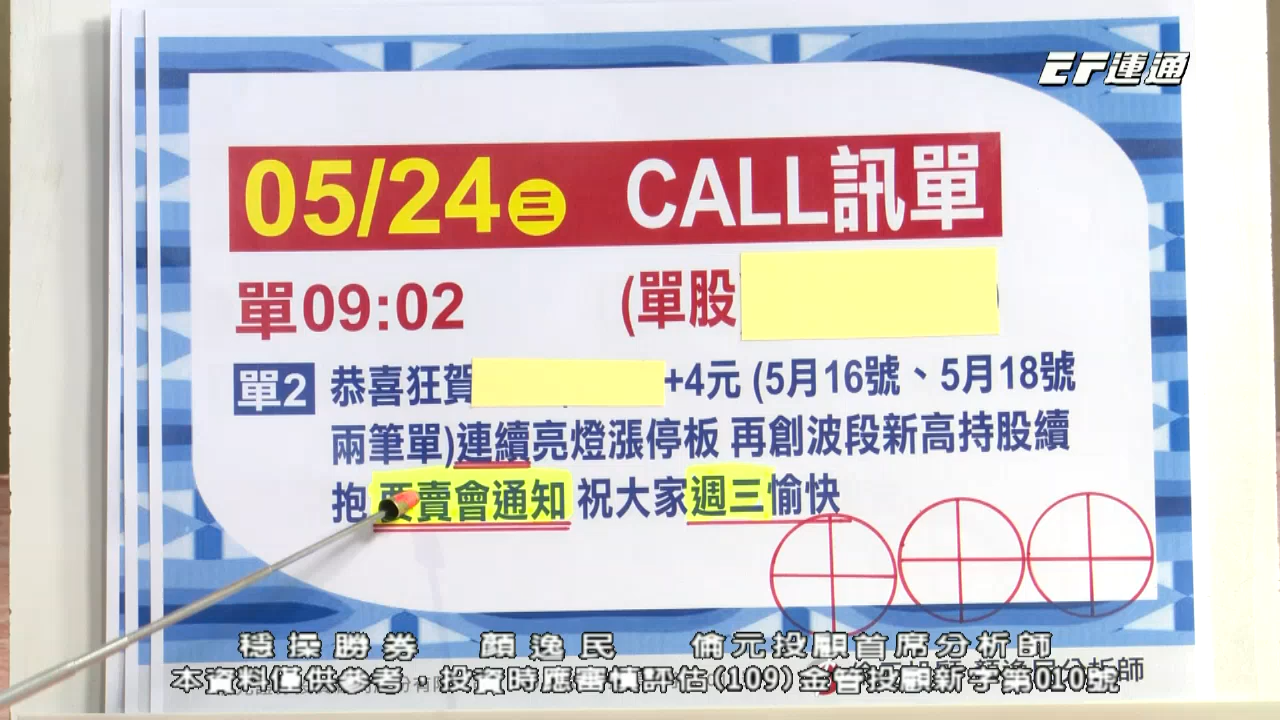 EF連通
05/24㊂ CALL訊單
單09:02 (單股
單2 恭喜狂賀 +4元 (5月16號、5月18號
兩筆單)連續亮燈漲停板 再創波段新高持股續
抱 要賣會通知 祝大家週三愉快
穩操勝券 顏逸民 倫元投顧首席分析師
本資料僅供參考，投資時應審慎評估(109)金管投顧新字第010號